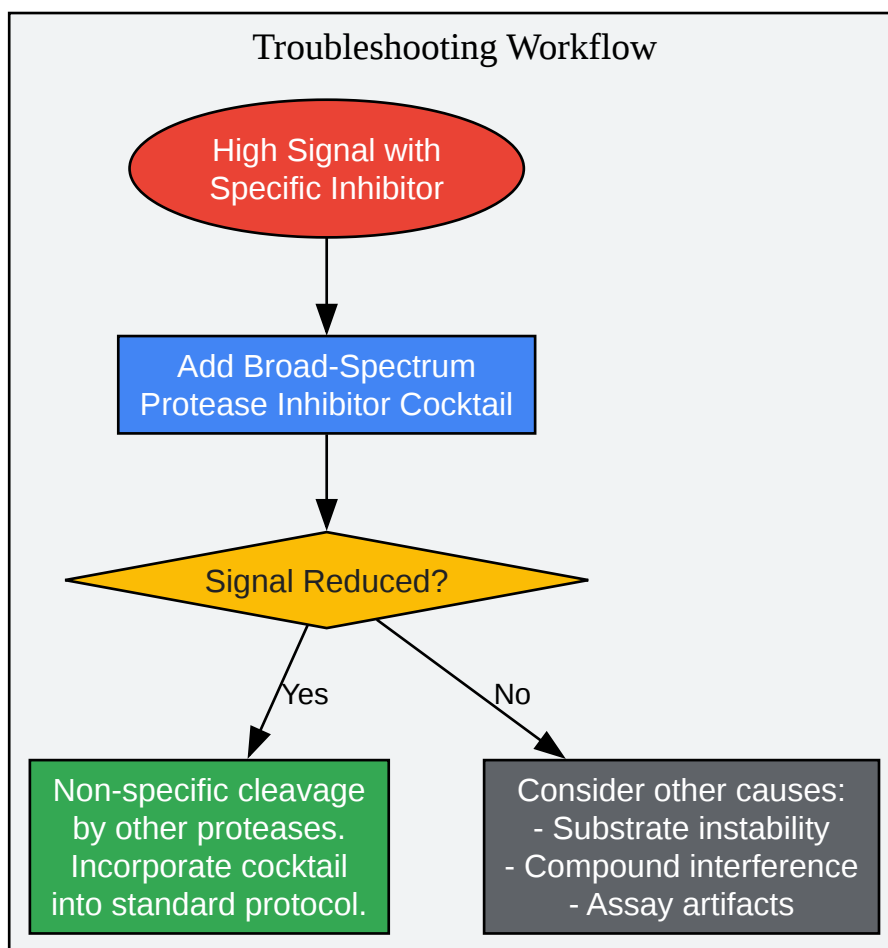 Troubleshooting Workflow
High Signal with
Specific Inhibitor
Add Broad-Spectrum
Protease Inhibitor Cocktail
Signal Reduced?
Yes
No
Non-specific cleavage
by other proteases.
Incorporate cocktail
into standard protocol.
Consider other causes:
- Substrate instability
- Compound interference
- Assay artifacts